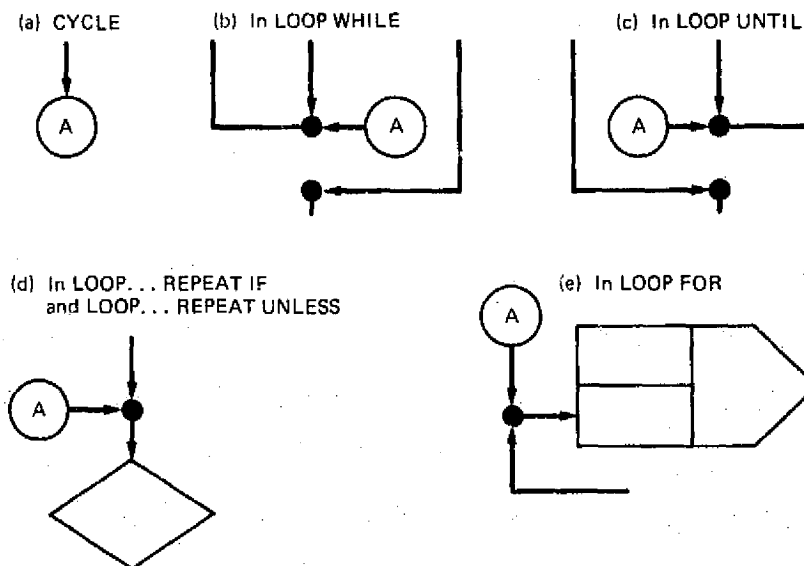 (a) CYCLE
(b) In LOOP WHILE
(c) In LOOP UNTIL
A
A
A
(d) In LOOP... REPEAT IF
and LOOP... REPEAT UNLESS
(e) In LOOP FOR
A
A